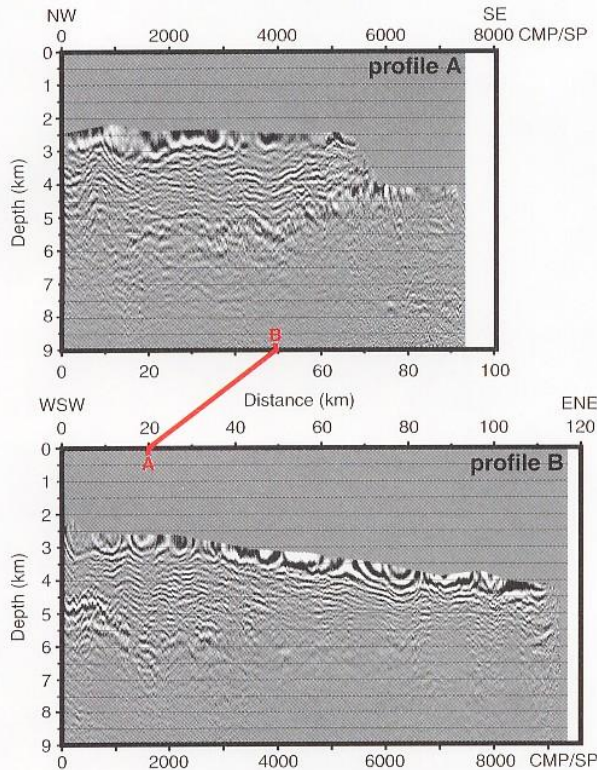 NW SE
0 2000 4000 6000 8000 CMP/SP
profile A
0
1
2
3
4
5
6
7
8
9
Depth (km)
B
0 20 40 60 80 100
Distance (km)
WSW ENE
0 20 40 60 80 100 120
A
profile B
0
1
2
3
4
5
6
7
8
9
Depth (km)
0 2000 4000 6000 8000 CMP/SP